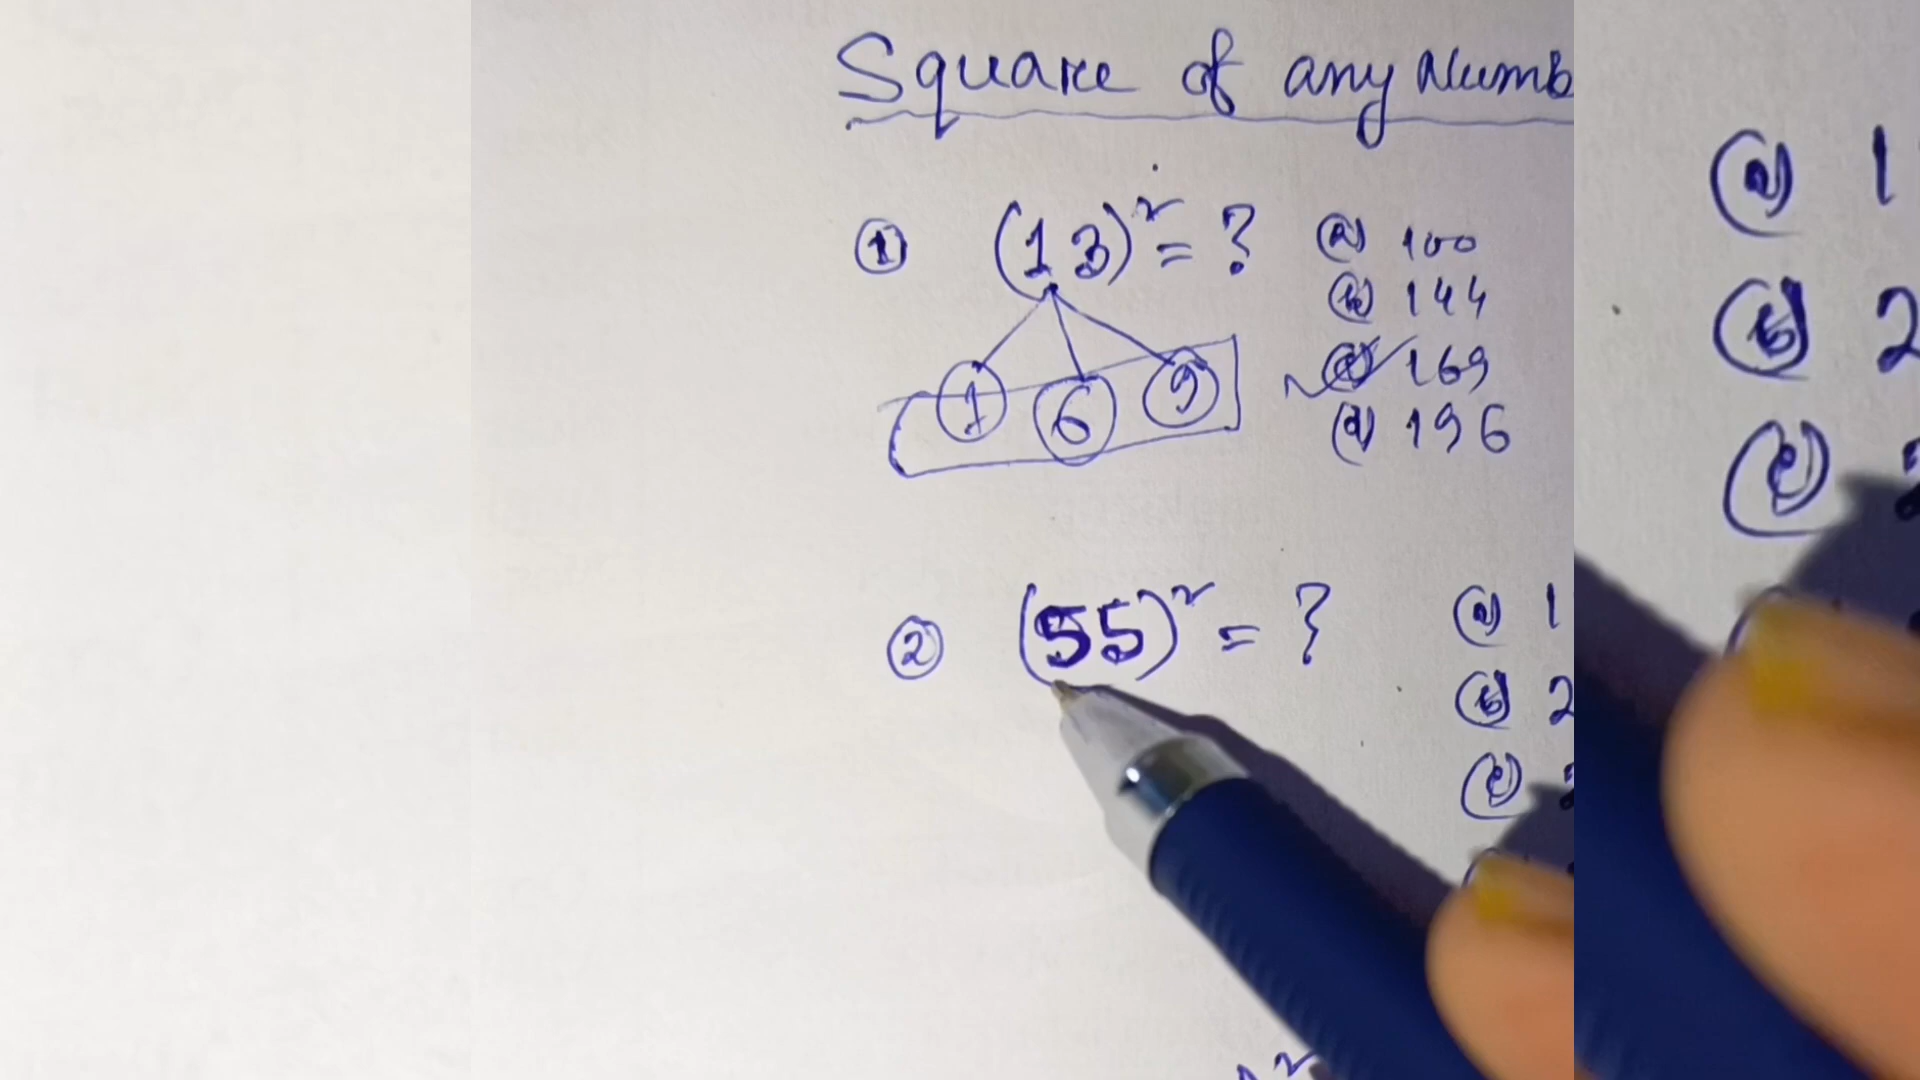 Square of any Numb
① (13)² = ?
(a) 100
(b) 144
(c) 169
(d) 196
1 6 9
② (55)² = ?
(a) 1
(b) 2
(c)
(a) 1
(b) 2
(c)
2